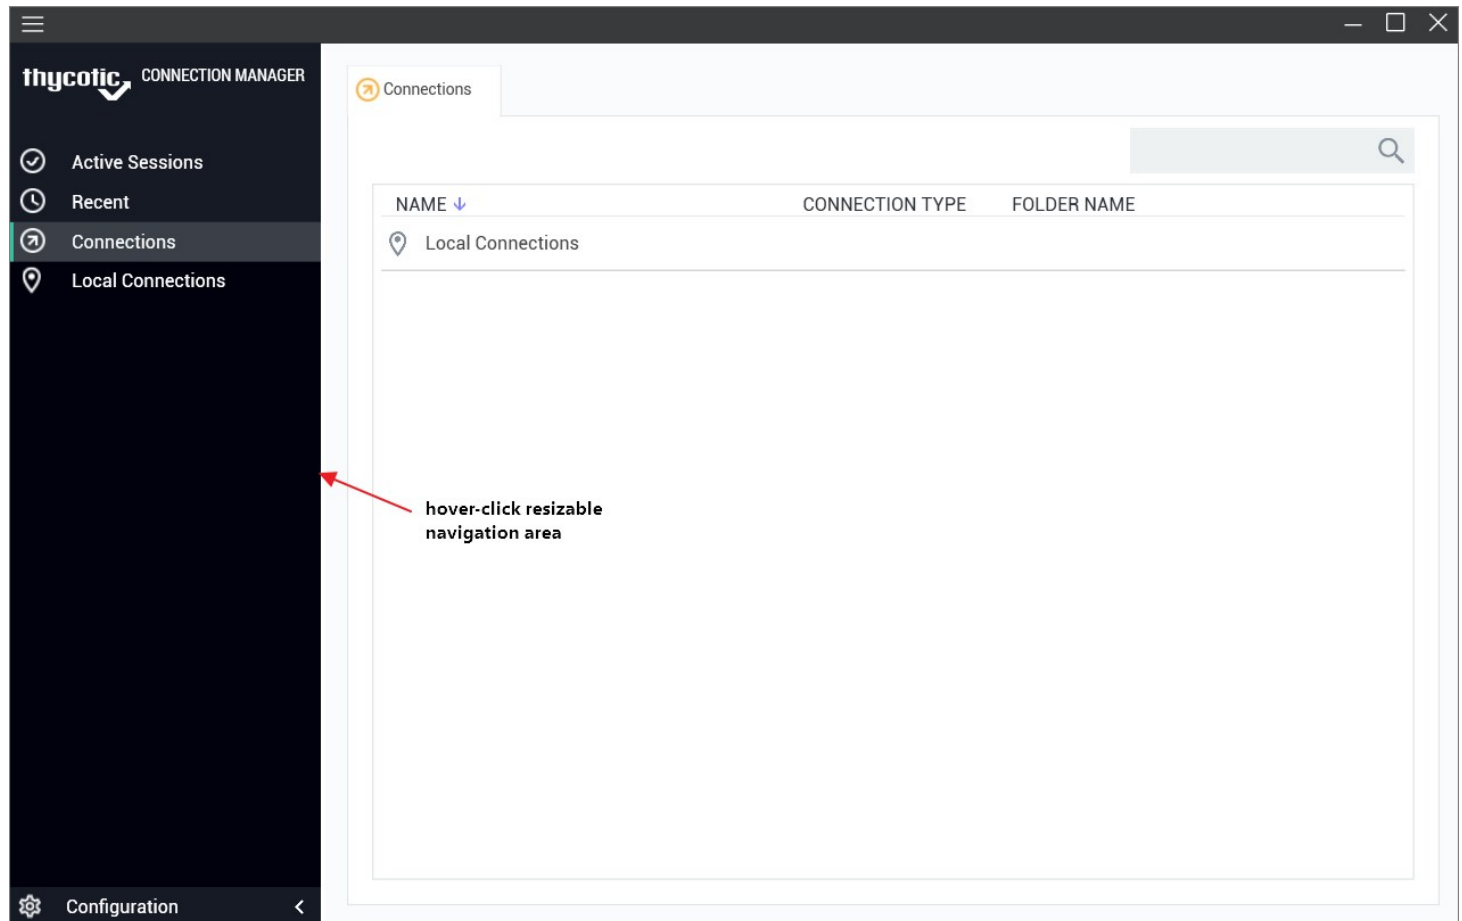 thycotic CONNECTION MANAGER
Active Sessions
Recent
Connections
Local Connections
Configuration
Connections
NAME CONNECTION TYPE FOLDER NAME
Local Connections
hover-click resizable
navigation area